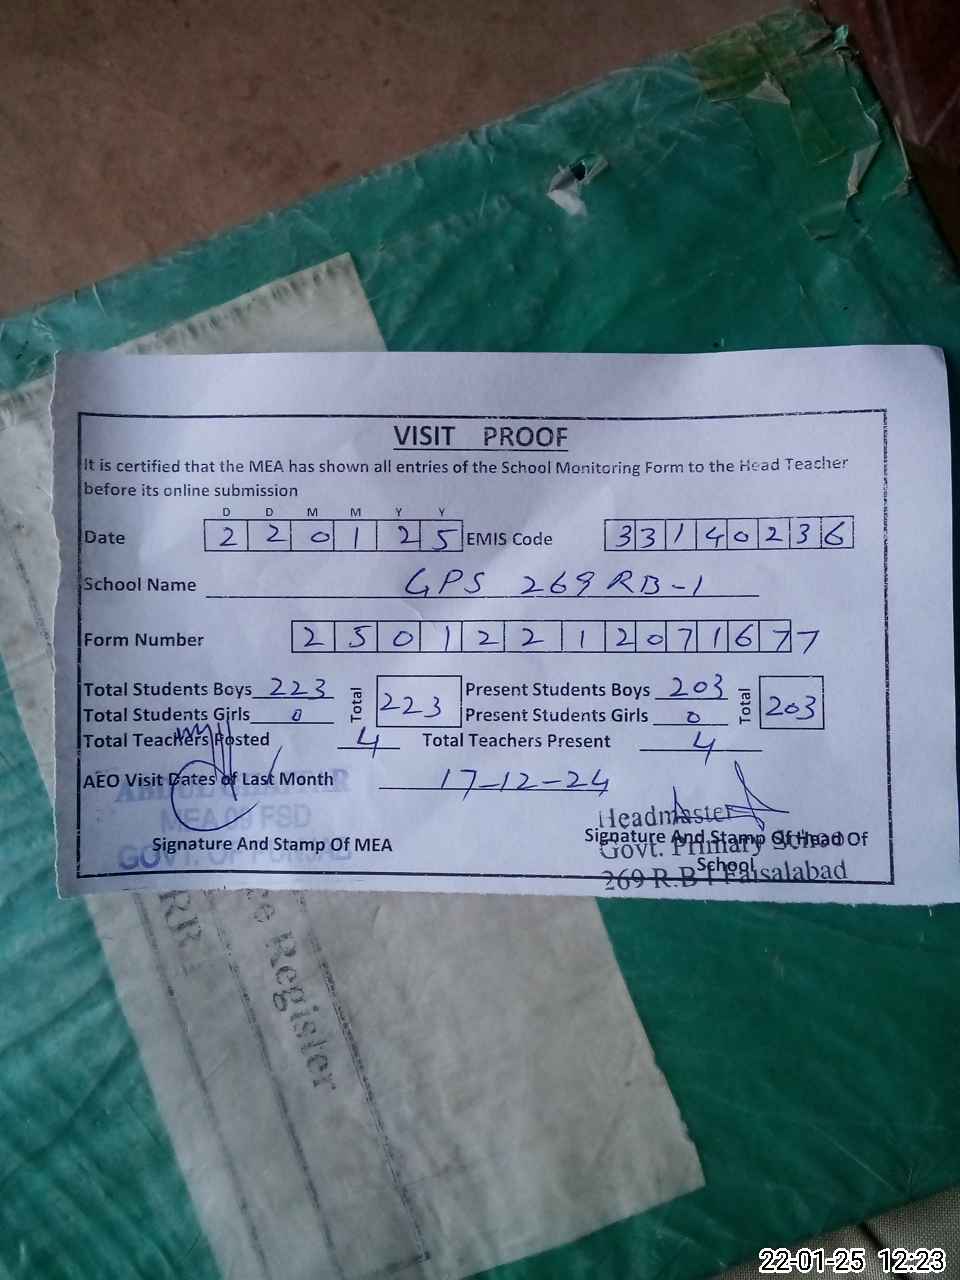 VISIT PROOF
It is certified that the MEA has shown all entries of the School Monitoring Form to the Head Teacher
before its online submission
D D M M Y Y
Date 2 2 0 1 2 5 EMIS Code 3 3 1 4 0 2 3 6
School Name GPS 269 RB-1
Form Number 2 5 0 1 2 2 1 2 0 7 1 6 7 7
Total Students Boys 223 Total 223 Present Students Boys 203 Total 203
Total Students Girls 0 Present Students Girls 0
Total Teachers Posted 4 Total Teachers Present 4
AEO Visit Dates of Last Month 17-12-24
MEA FSD
GOVT. OF PUNJAB
Signature And Stamp Of MEA
Headmaster
Signature And Stamp Of Head Of
School
Govt. Primary School
269 R.B Faisalabad
Register
22-01-25 12:23